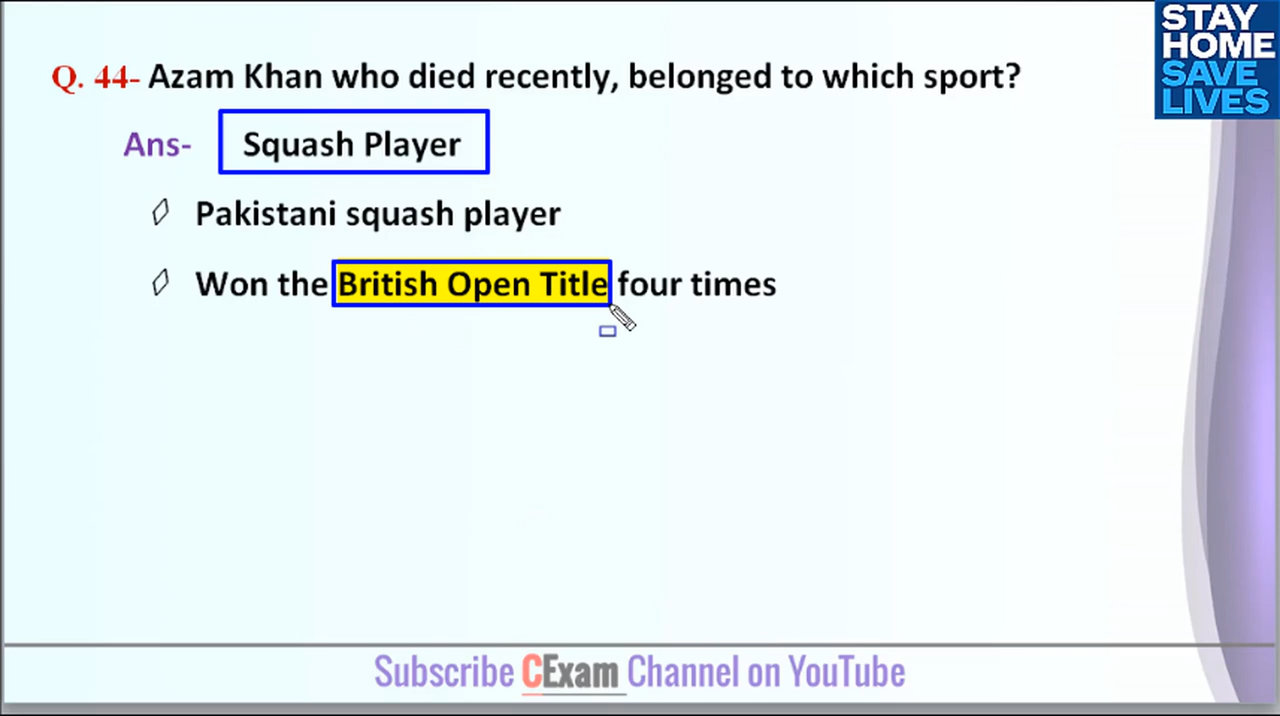 STAY
HOME
SAVE
LIVES
Q. 44- Azam Khan who died recently, belonged to which sport?
Ans- Squash Player
Pakistani squash player
Won the British Open Title four times
Subscribe CExam Channel on YouTube